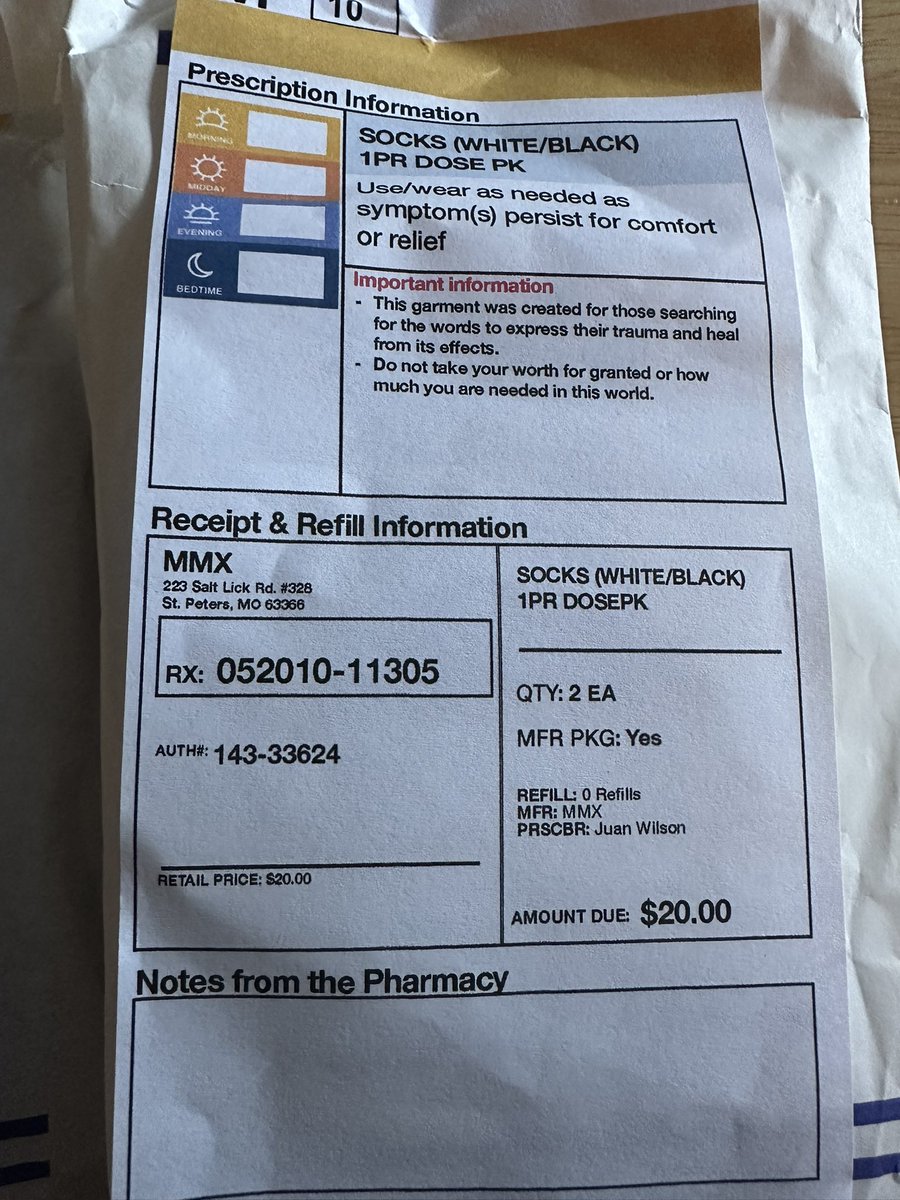 10
Prescription Information
MORNING
MIDDAY
EVENING
BEDTIME
SOCKS (WHITE/BLACK)
1PR DOSE PK
Use/wear as needed as
symptom(s) persist for comfort
or relief
Important information
- This garment was created for those searching
for the words to express their trauma and heal
from its effects.
- Do not take your worth for granted or how
much you are needed in this world.
Receipt & Refill Information
MMX
223 Salt Lick Rd. #328
St. Peters, MO 63366
RX: 052010-11305
AUTH#: 143-33624
RETAIL PRICE: $20.00
SOCKS (WHITE/BLACK)
1PR DOSEPK
QTY: 2 EA
MFR PKG: Yes
REFILL: 0 Refills
MFR: MMX
PRSCBR: Juan Wilson
AMOUNT DUE: $20.00
Notes from the Pharmacy